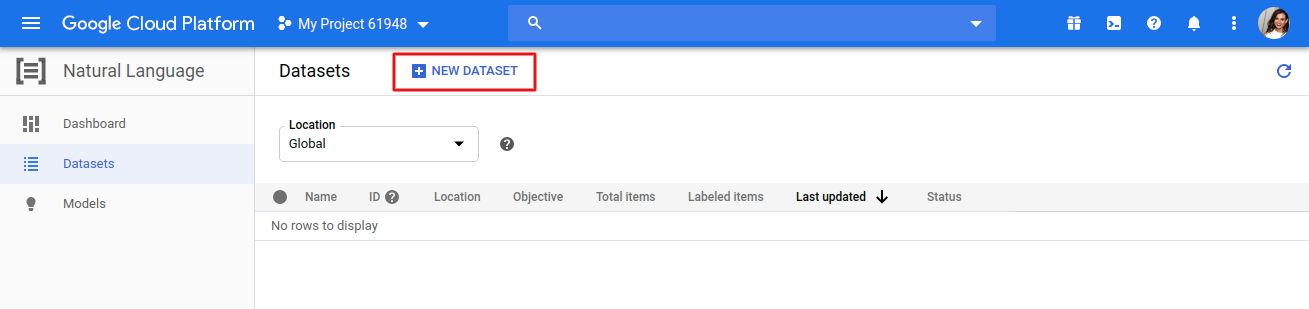 Google Cloud Platform My Project 61948
Natural Language Datasets NEW DATASET
Dashboard
Location
Global
Datasets
Models
Name ID Location Objective Total items Labeled items Last updated Status
No rows to display